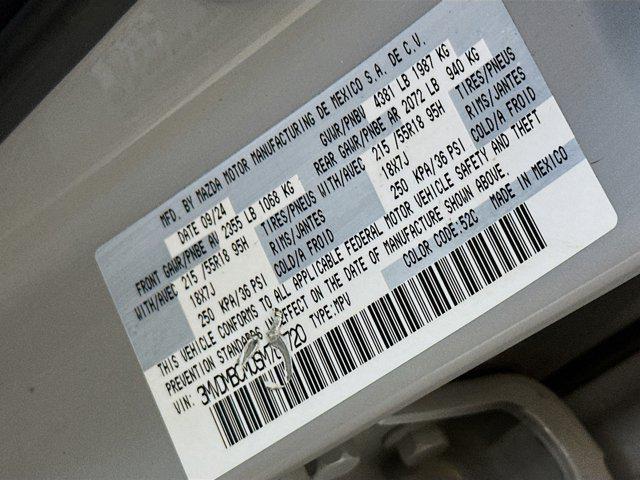 MFD. BY MAZDA MOTOR MANUFACTURING DE MEXICO S.A. DE C.V.
DATE 09/24 GVWR/PNBV 4381 LB 1987 KG
FRONT GAWR/PNBE AV 2355 LB 1068 KG REAR GAWR/PNBE AR 2072 LB 940 KG
WITH/AVEC 215 /55R18 95H TIRES/PNEUS WITH/AVEC 215 /55R18 95H TIRES/PNEUS
18X7J RIMS/JANTES 18X7J RIMS/JANTES
250 KPA/36 PSI COLD/A FROID 250 KPA/36 PSI COLD/A FROID
THIS VEHICLE CONFORMS TO ALL APPLICABLE FEDERAL MOTOR VEHICLE SAFETY AND THEFT
PREVENTION STANDARDS IN EFFECT ON THE DATE OF MANUFACTURE SHOWN ABOVE.
VIN: TYPE:MPV COLOR CODE:52C MADE IN MEXICO